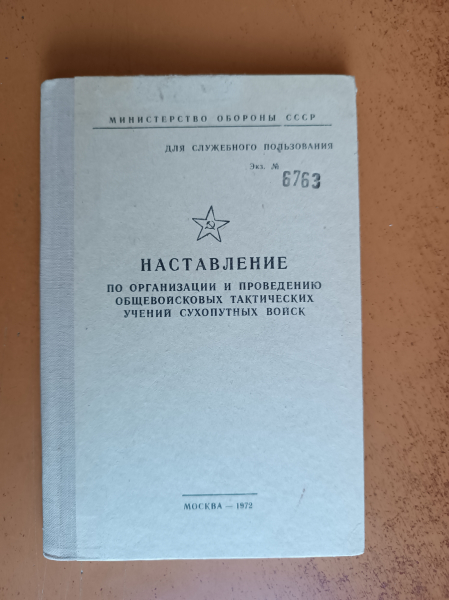 МИНИСТЕРСТВО ОБОРОНЫ СССР
ДЛЯ СЛУЖЕБНОГО ПОЛЬЗОВАНИЯ
Экз. №
6763
НАСТАВЛЕНИЕ
ПО ОРГАНИЗАЦИИ И ПРОВЕДЕНИЮ
ОБЩЕВОЙСКОВЫХ ТАКТИЧЕСКИХ
УЧЕНИЙ СУХОПУТНЫХ ВОЙСК
МОСКВА — 1972